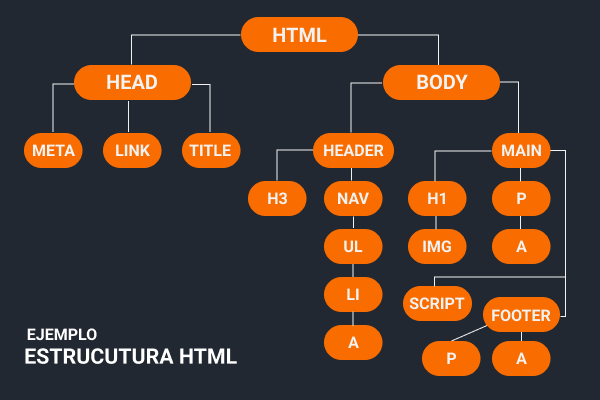 HTML
HEAD
BODY
META
LINK
TITLE
HEADER
MAIN
H3
NAV
H1
P
UL
IMG
A
LI
SCRIPT
FOOTER
A
P
A
EJEMPLO
ESTRUCUTURA HTML